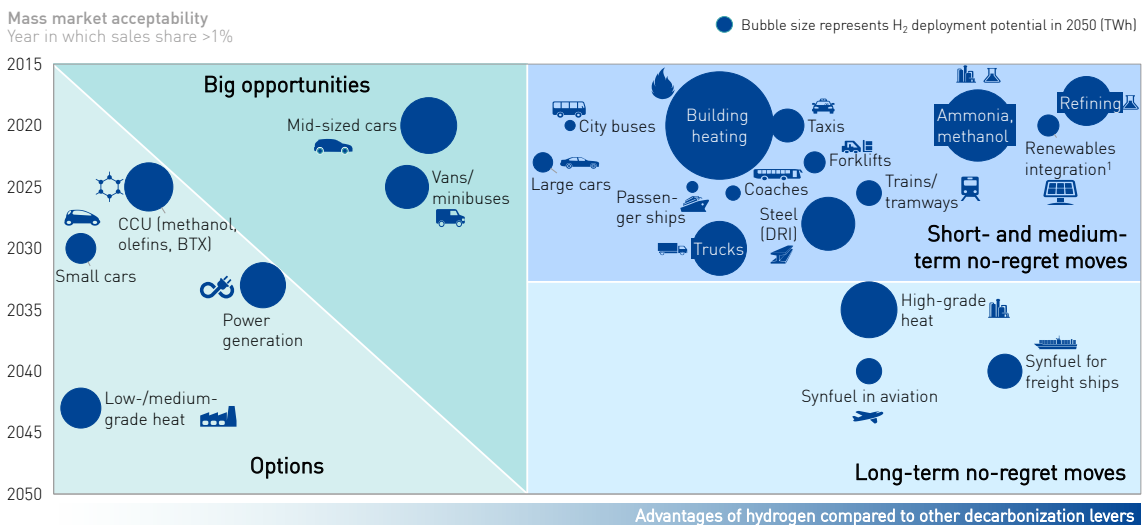 Mass market acceptability
Year in which sales share >1%
Bubble size represents H₂ deployment potential in 2050 (TWh)
2015
2020
2025
2030
2035
2040
2045
2050
Big opportunities
Mid-sized cars
Vans/
minibuses
CCU (methanol,
olefins, BTX)
Small cars
Power
generation
Low-/medium-
grade heat
Options
City buses
Large cars
Building
heating
Taxis
Forklifts
Coaches
Passen-
ger ships
Trucks
Steel
(DRI)
Trains/
tramways
Ammonia,
methanol
Refining
Renewables
integration¹
Short- and medium-
term no-regret moves
High-grade
heat
Synfuel in aviation
Synfuel for
freight ships
Long-term no-regret moves
Advantages of hydrogen compared to other decarbonization levers